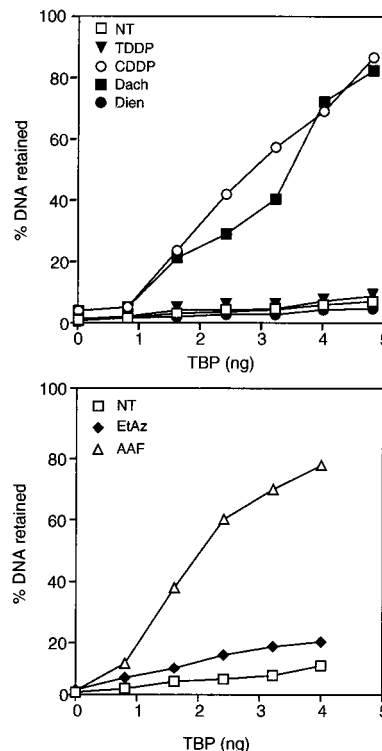 100
80
60
40
20
0
% DNA retained
NT
TDDP
CDDP
Dach
Dien
0 1 2 3 4 5
TBP (ng)
100
80
60
40
20
0
% DNA retained
NT
EtAz
AAF
0 1 2 3 4 5
TBP (ng)